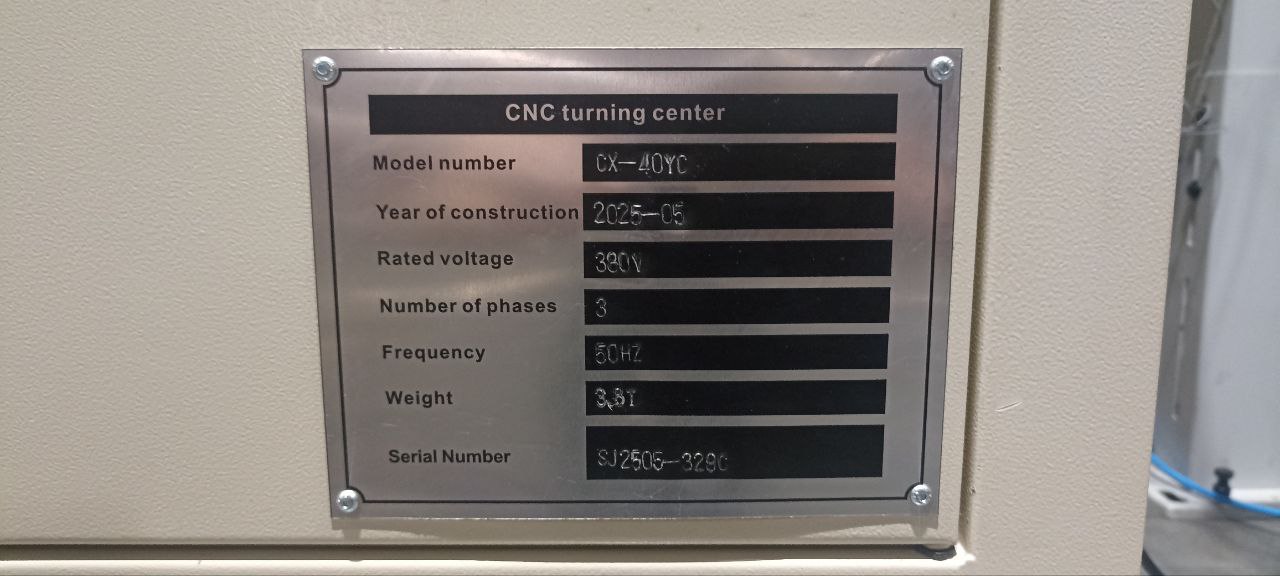 CNC turning center
Model number CX-40YC
Year of construction 2025-05
Rated voltage 380V
Number of phases 3
Frequency 50HZ
Weight 3.8T
Serial Number SJ2505-329C